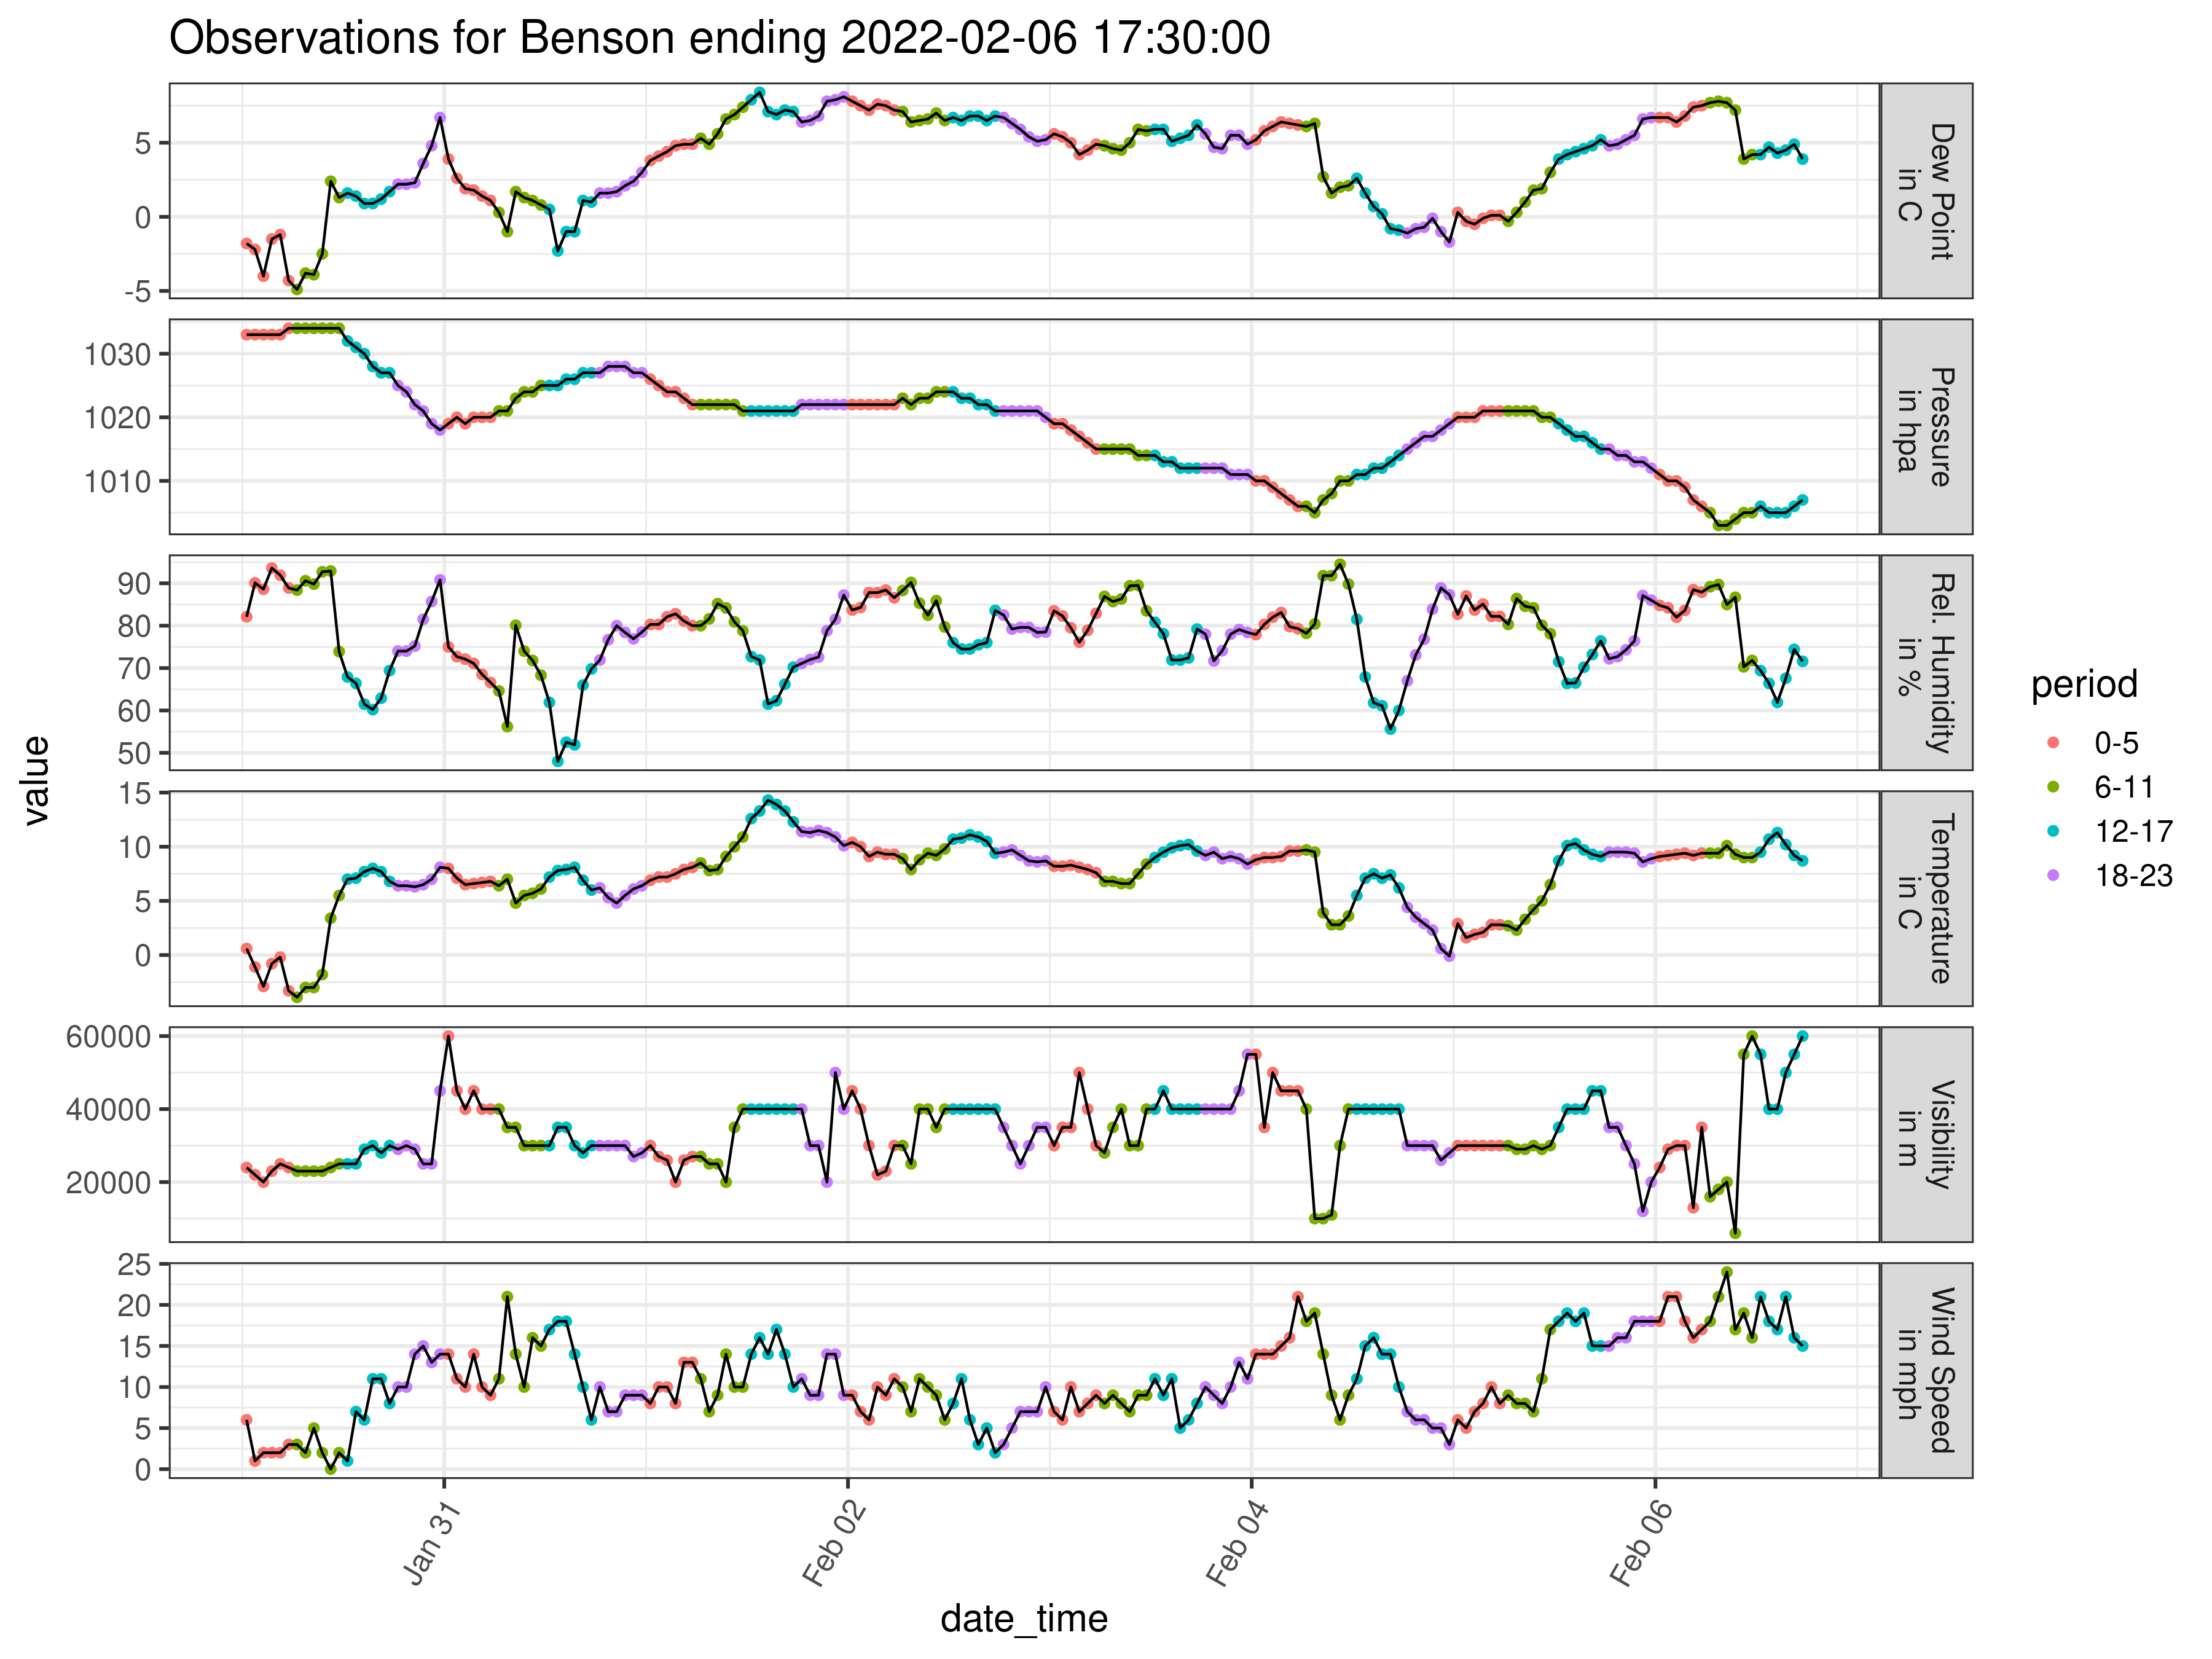 Observations for Benson ending 2022-02-06 17:30:00
value
5
0
-5
Dew Point
in C
1030
1020
1010
Pressure
in hpa
90
80
70
60
50
Rel. Humidity
in %
15
10
5
0
Temperature
in C
60000
40000
20000
Visibility
in m
25
20
15
10
5
0
Wind Speed
in mph
Jan 31
Feb 02
Feb 04
Feb 06
date_time
period
0-5
6-11
12-17
18-23